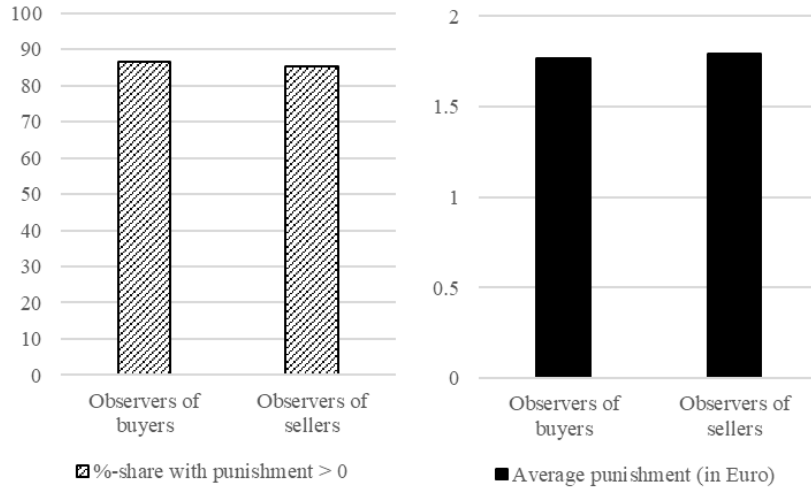 100
90
80
70
60
50
40
30
20
10
0
Observers of
buyers
Observers of
sellers
%-share with punishment > 0
2
1.5
1
0.5
0
Observers of
buyers
Observers of
sellers
Average punishment (in Euro)